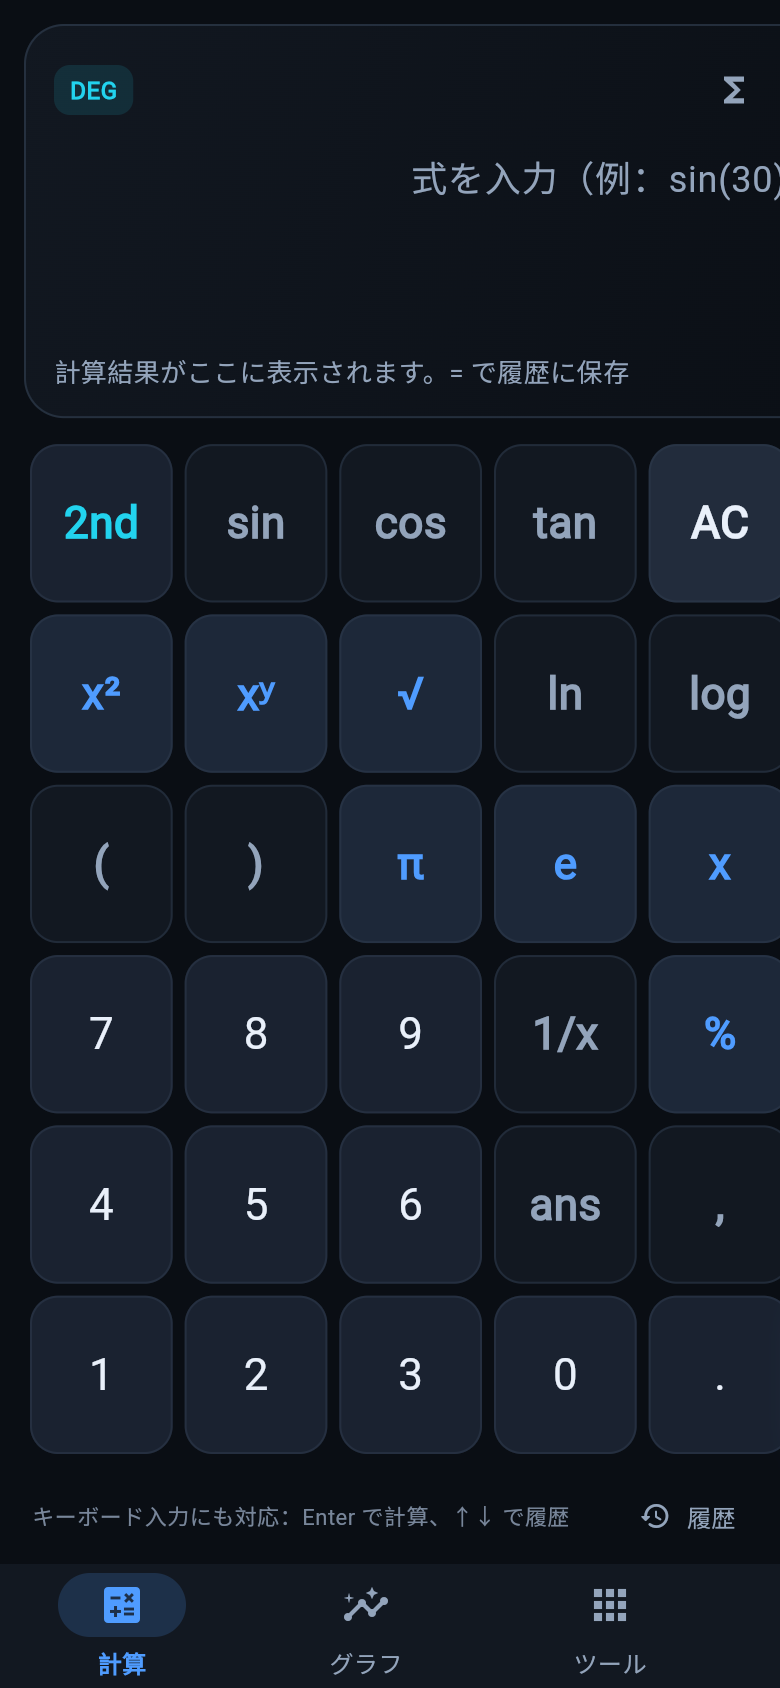 DEG Σ
式を入力（例：sin(30)
計算結果がここに表示されます。= で履歴に保存
2nd sin cos tan AC
x² xʸ √ ln log
( ) π e x
7 8 9 1/x %
4 5 6 ans ,
1 2 3 0 .
キーボード入力にも対応：Enter で計算、↑↓ で履歴 履歴
計算 グラフ ツール